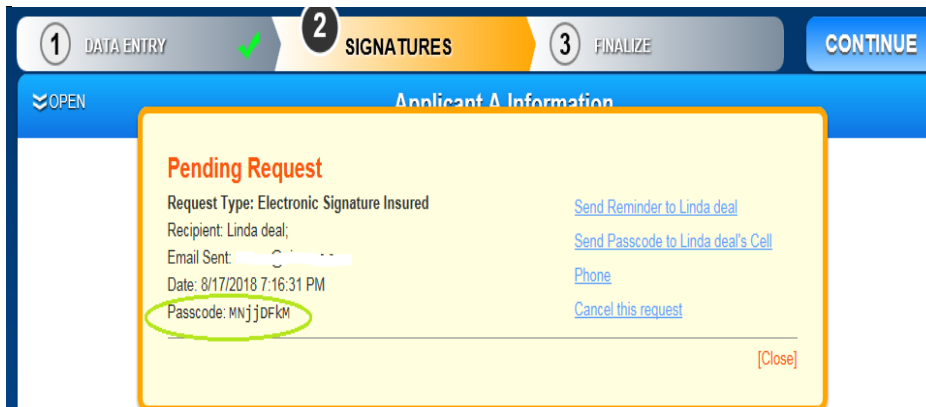 1 DATA ENTRY
2 SIGNATURES
3 FINALIZE
CONTINUE
OPEN
Applicant A Information
Pending Request
Request Type: Electronic Signature Insured
Recipient: Linda deal;
Email Sent:
Date: 8/17/2018 7:16:31 PM
Passcode: MNjjDFkM
Send Reminder to Linda deal
Send Passcode to Linda deal's Cell
Phone
Cancel this request
[Close]